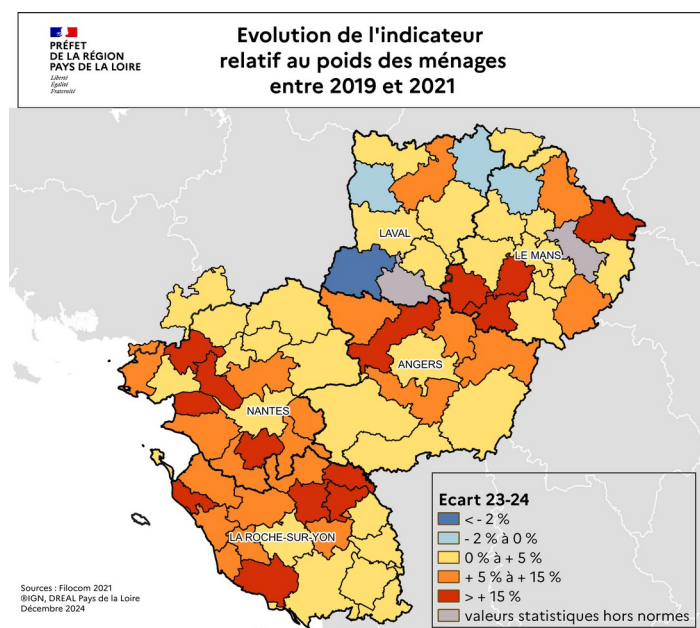 PRÉFET
DE LA RÉGION
PAYS DE LA LOIRE
Liberté
Égalité
Fraternité
Evolution de l'indicateur
relatif au poids des ménages
entre 2019 et 2021
LAVAL
LE MANS
ANGERS
NANTES
LA ROCHE-SUR-YON
Ecart 23-24
< - 2 %
- 2 % à 0 %
0 % à + 5 %
+ 5 % à + 15 %
> + 15 %
valeurs statistiques hors normes
Sources : Filocom 2021
®IGN, DREAL Pays de la Loire
Décembre 2024